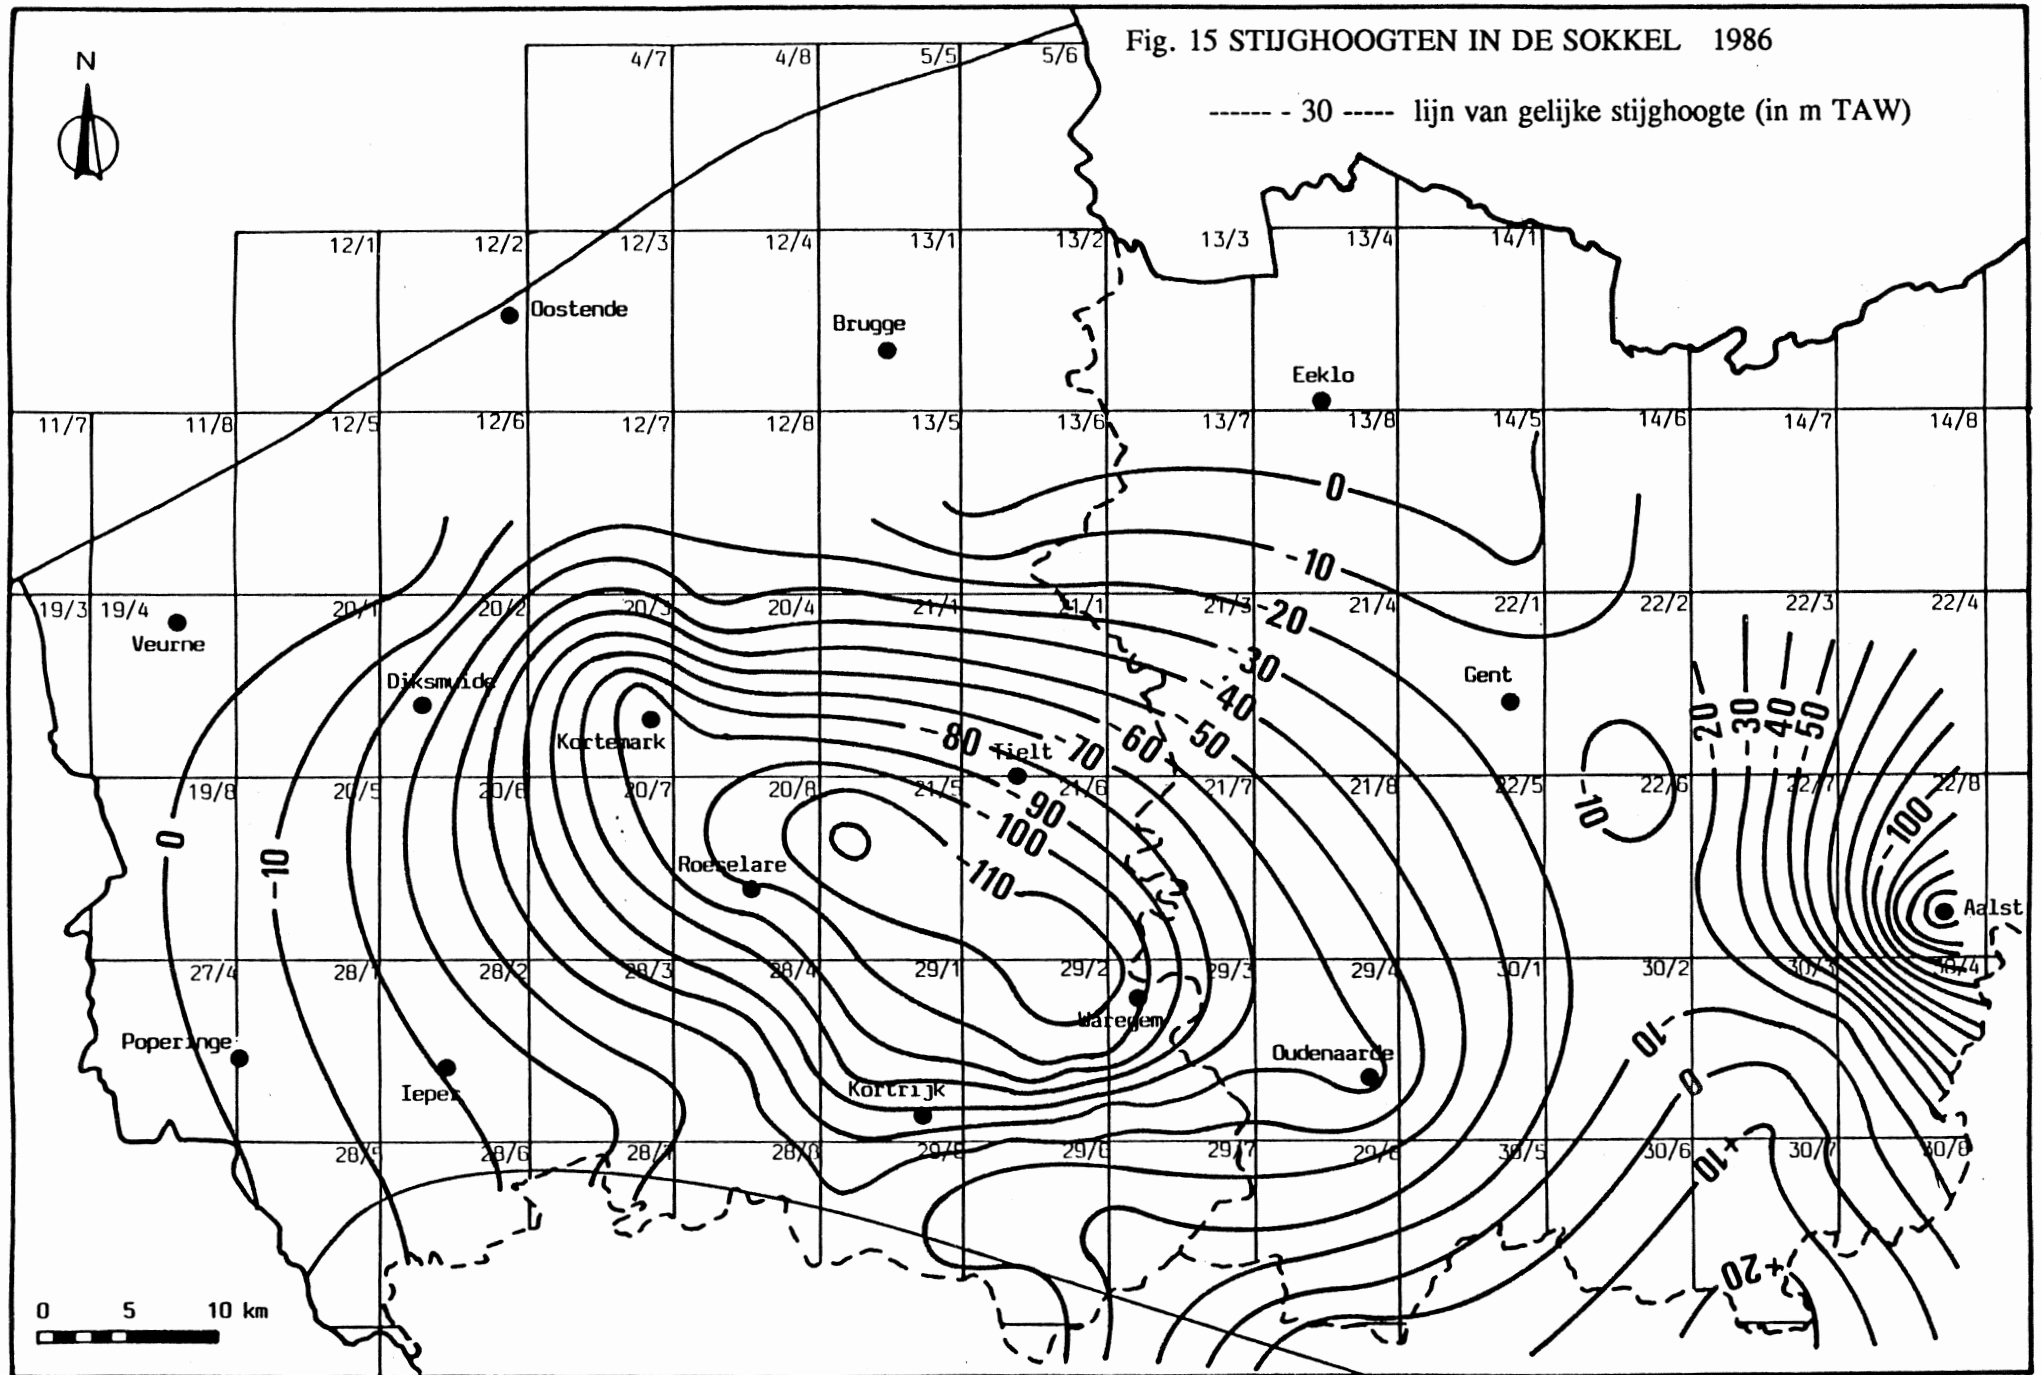 Fig. 15 STIJGHOOGTEN IN DE SOKKEL 1986
------ - 30 ----- lijn van gelijke stijghoogte (in m TAW)
N
4/7 4/8 5/5 5/6
12/1 12/2 12/3 12/4 13/1 13/2 13/3 13/4 14/1
Oostende
Brugge
Eeklo
11/7 11/8 12/5 12/6 12/7 12/8 13/5 13/6 13/7 13/8 14/5 14/6 14/7 14/8
0
-10
19/3 19/4 20/1 20/2 20/3 20/4 21/1 21/1 21/3 21/4 22/1 22/2 22/3 22/4
-20
Veurne
-30
Dijksmuide
Gent
-40
-20 -30 -40 -50
Kortemark
-80 -70 -60 -50
Tielt
19/8 20/5 20/6 20/7 20/8 21/5 21/6 21/7 21/8 22/5 22/6 22/7 22/8
-10
-90
-100
-100
0
-10
Roeselare
-110
Aalst
27/4 28/1 28/2 28/3 28/4 29/1 29/2 29/3 29/4 30/1 30/2 30/3 30/4
Waregem
Poperinge
-10
Oudenaarde
Ieper
Kortrijk
0
28/5 28/6 28/7 28/8 29/5 29/6 29/7 29/8 30/5 30/6 30/7 30/8
+10
+20
0 5 10 km